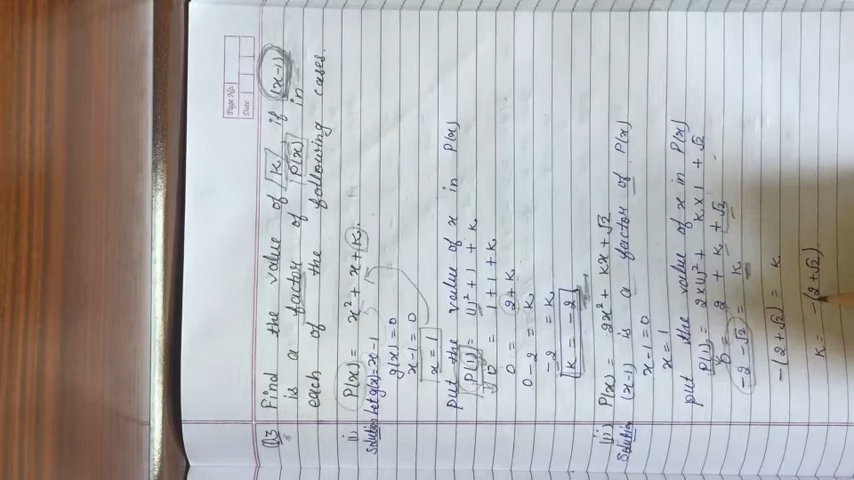 Page No.
Date
Q3 Find the value of K if (x-1)
is a factor of P(x) in
each of the following cases.
(i) P(x) = x² + x + K
Solution Let g(x) = x-1
g(x) = 0
x-1 = 0
x = 1
put the value of x in P(x)
P(1) = (1)² + 1 + K
0 = 1 + 1 + K
0 = 2 + K
0 - 2 = K
-2 = K
K = -2
(ii) P(x) = 2x² + Kx + √2
Solution (x-1) is a factor of P(x)
x-1 = 0
x = 1
put the value of x in P(x)
P(1) = 2x(1)² + K x 1 + √2
0 = 2 + K + √2
-2 - √2 = K
-(2+√2) = K
K = -(2+√2)